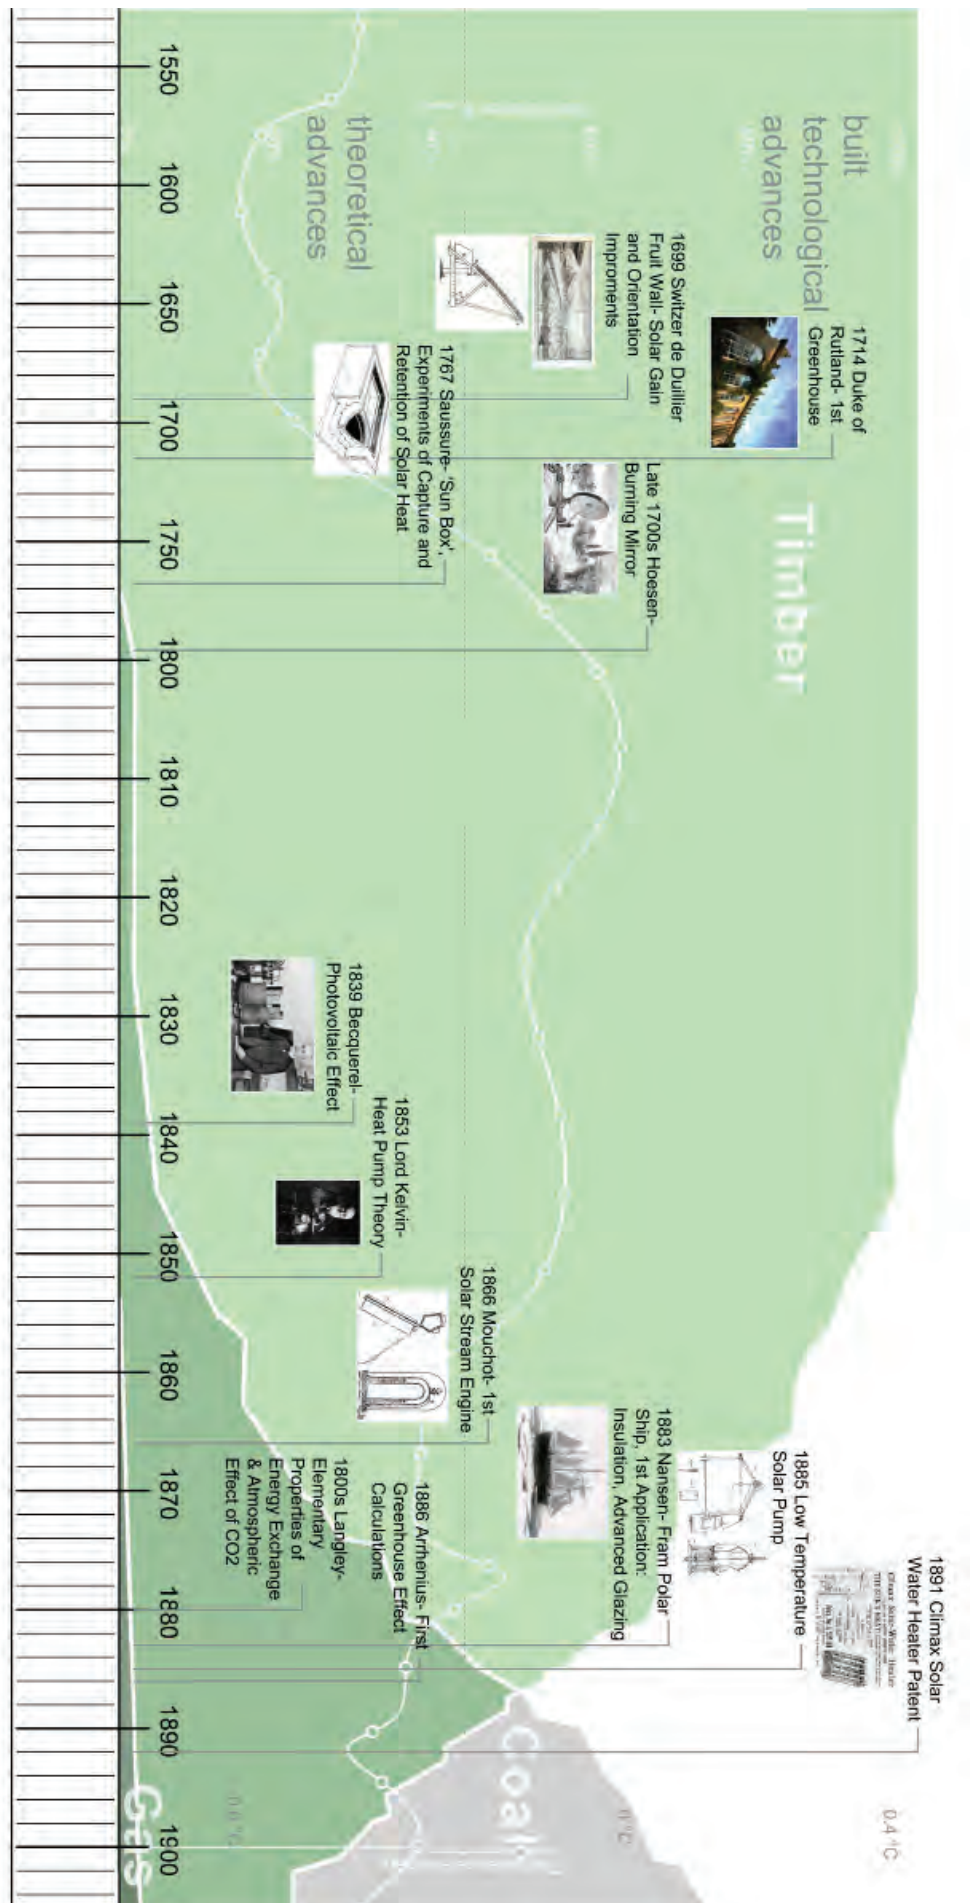 built
technological
advances
theoretical
advances
1550
1600
1650
1700
1750
1800
1810
1820
1830
1840
1850
1860
1870
1880
1890
1900
1699 Switzer de Duillier
Fruit Wall- Solar Gain
and Orientation
Improments
1714 Duke of
Rutland- 1st
Greenhouse
1767 Saussure- 'Sun Box',
Experiments of Capture and
Retention of Solar Heat
Late 1700s Hoesen-
Burning Mirror
Timber
1839 Becquerel-
Photovoltaic Effect
1853 Lord Kelvin-
Heat Pump Theory
1866 Mouchot- 1st
Solar Stream Engine
1883 Nansen- Fram Polar
Ship, 1st Application:
Insulation, Advanced Glazing
1885 Low Temperature
Solar Pump
1891 Climax Solar
Water Heater Patent
1886 Arrhenius- First
Greenhouse Effect
Calculations
1800s Langley-
Elementary
Properties of
Energy Exchange
& Atmospheric
Effect of CO2
Climax Solar-Water Heater
Coal
Gas
0.4 °C
0 °C